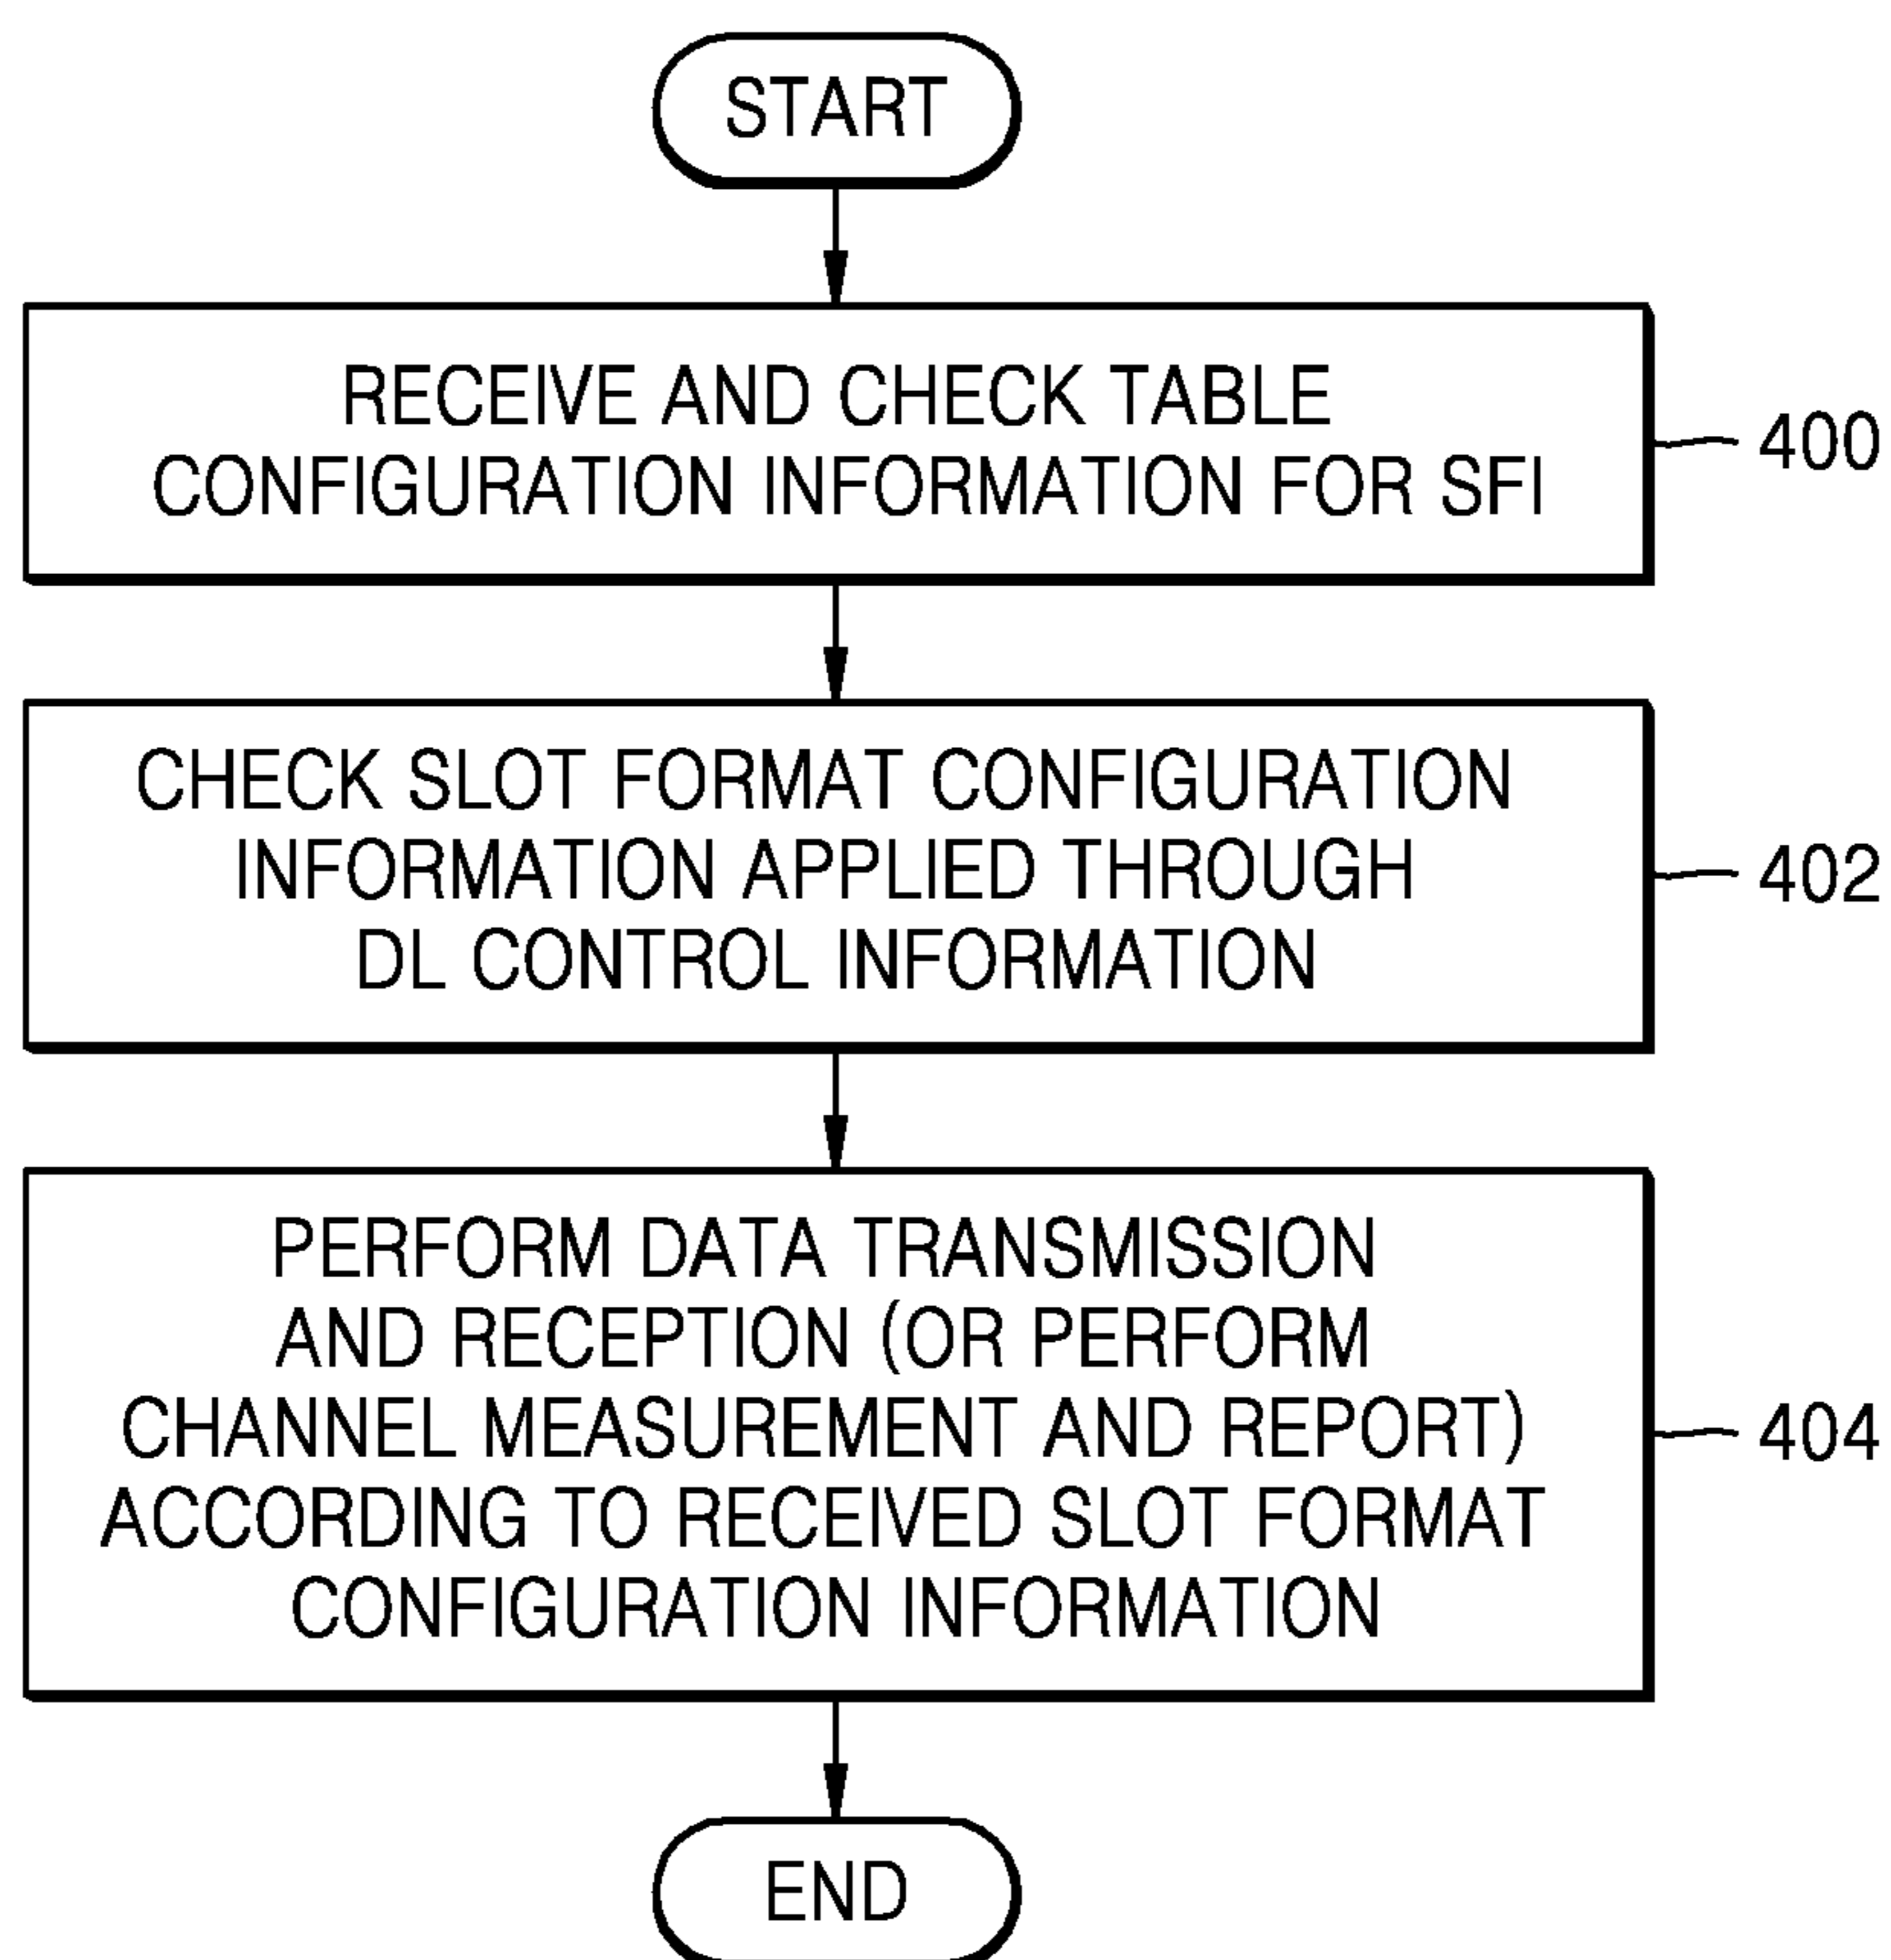 START
RECEIVE AND CHECK TABLE
CONFIGURATION INFORMATION FOR SFI
400
CHECK SLOT FORMAT CONFIGURATION
INFORMATION APPLIED THROUGH
DL CONTROL INFORMATION
402
PERFORM DATA TRANSMISSION
AND RECEPTION (OR PERFORM
CHANNEL MEASUREMENT AND REPORT)
ACCORDING TO RECEIVED SLOT FORMAT
CONFIGURATION INFORMATION
404
END